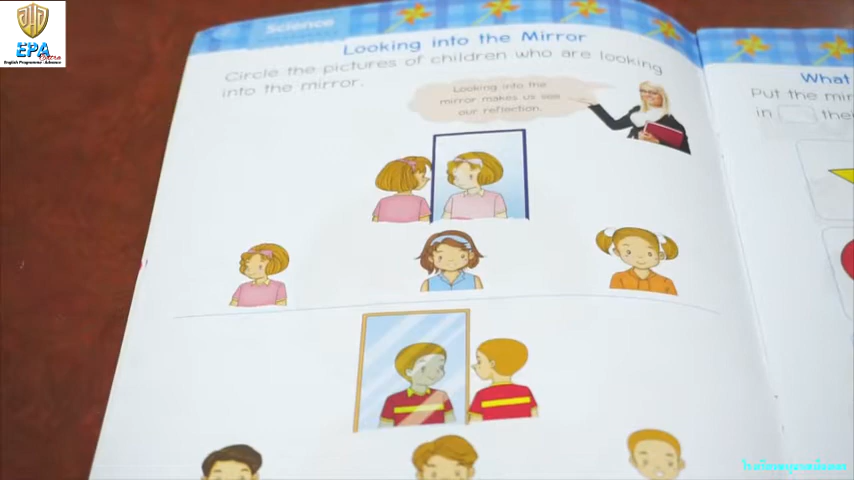 EPA Extra
English Programme : Advance
Science
Looking into the Mirror
Circle the pictures of children who are looking
into the mirror.
Looking into the
mirror makes us see
our reflection.
What
Put the mir
in
the